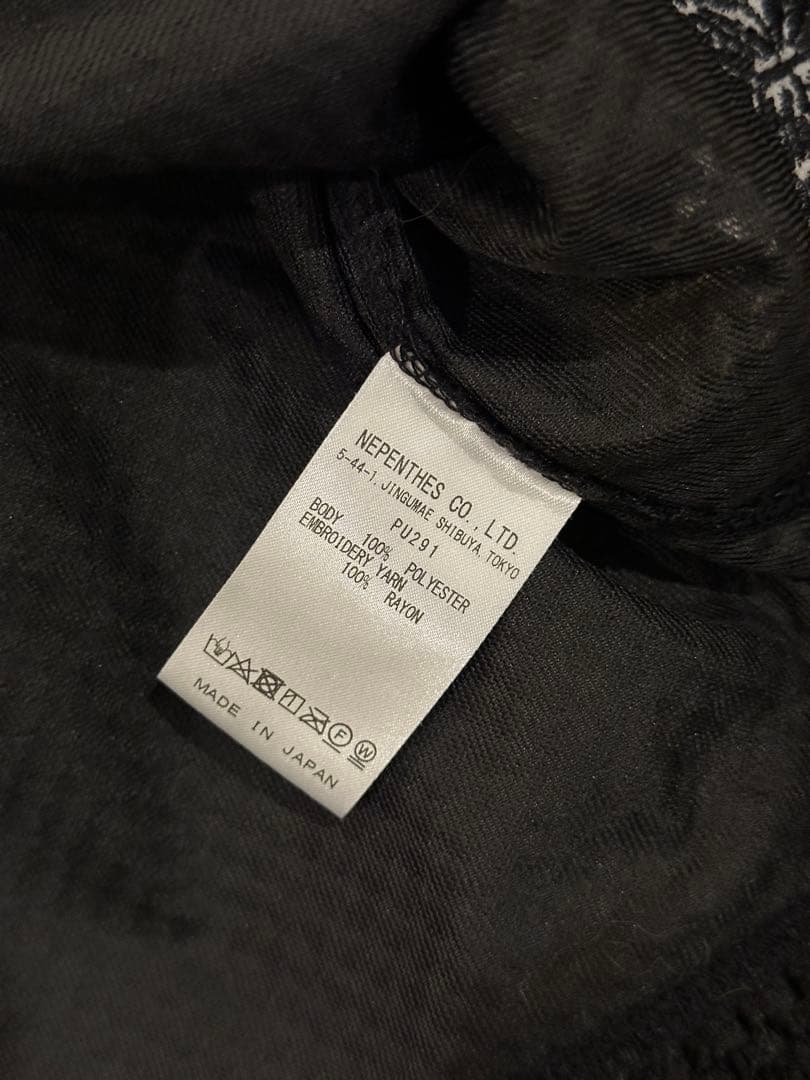 NEPENTHES CO., LTD.
5-44-1, JINGUMAE SHIBUYA, TOKYO
PU291
BODY 100% POLYESTER
EMBROIDERY YARN
100% RAYON
F W
MADE IN JAPAN